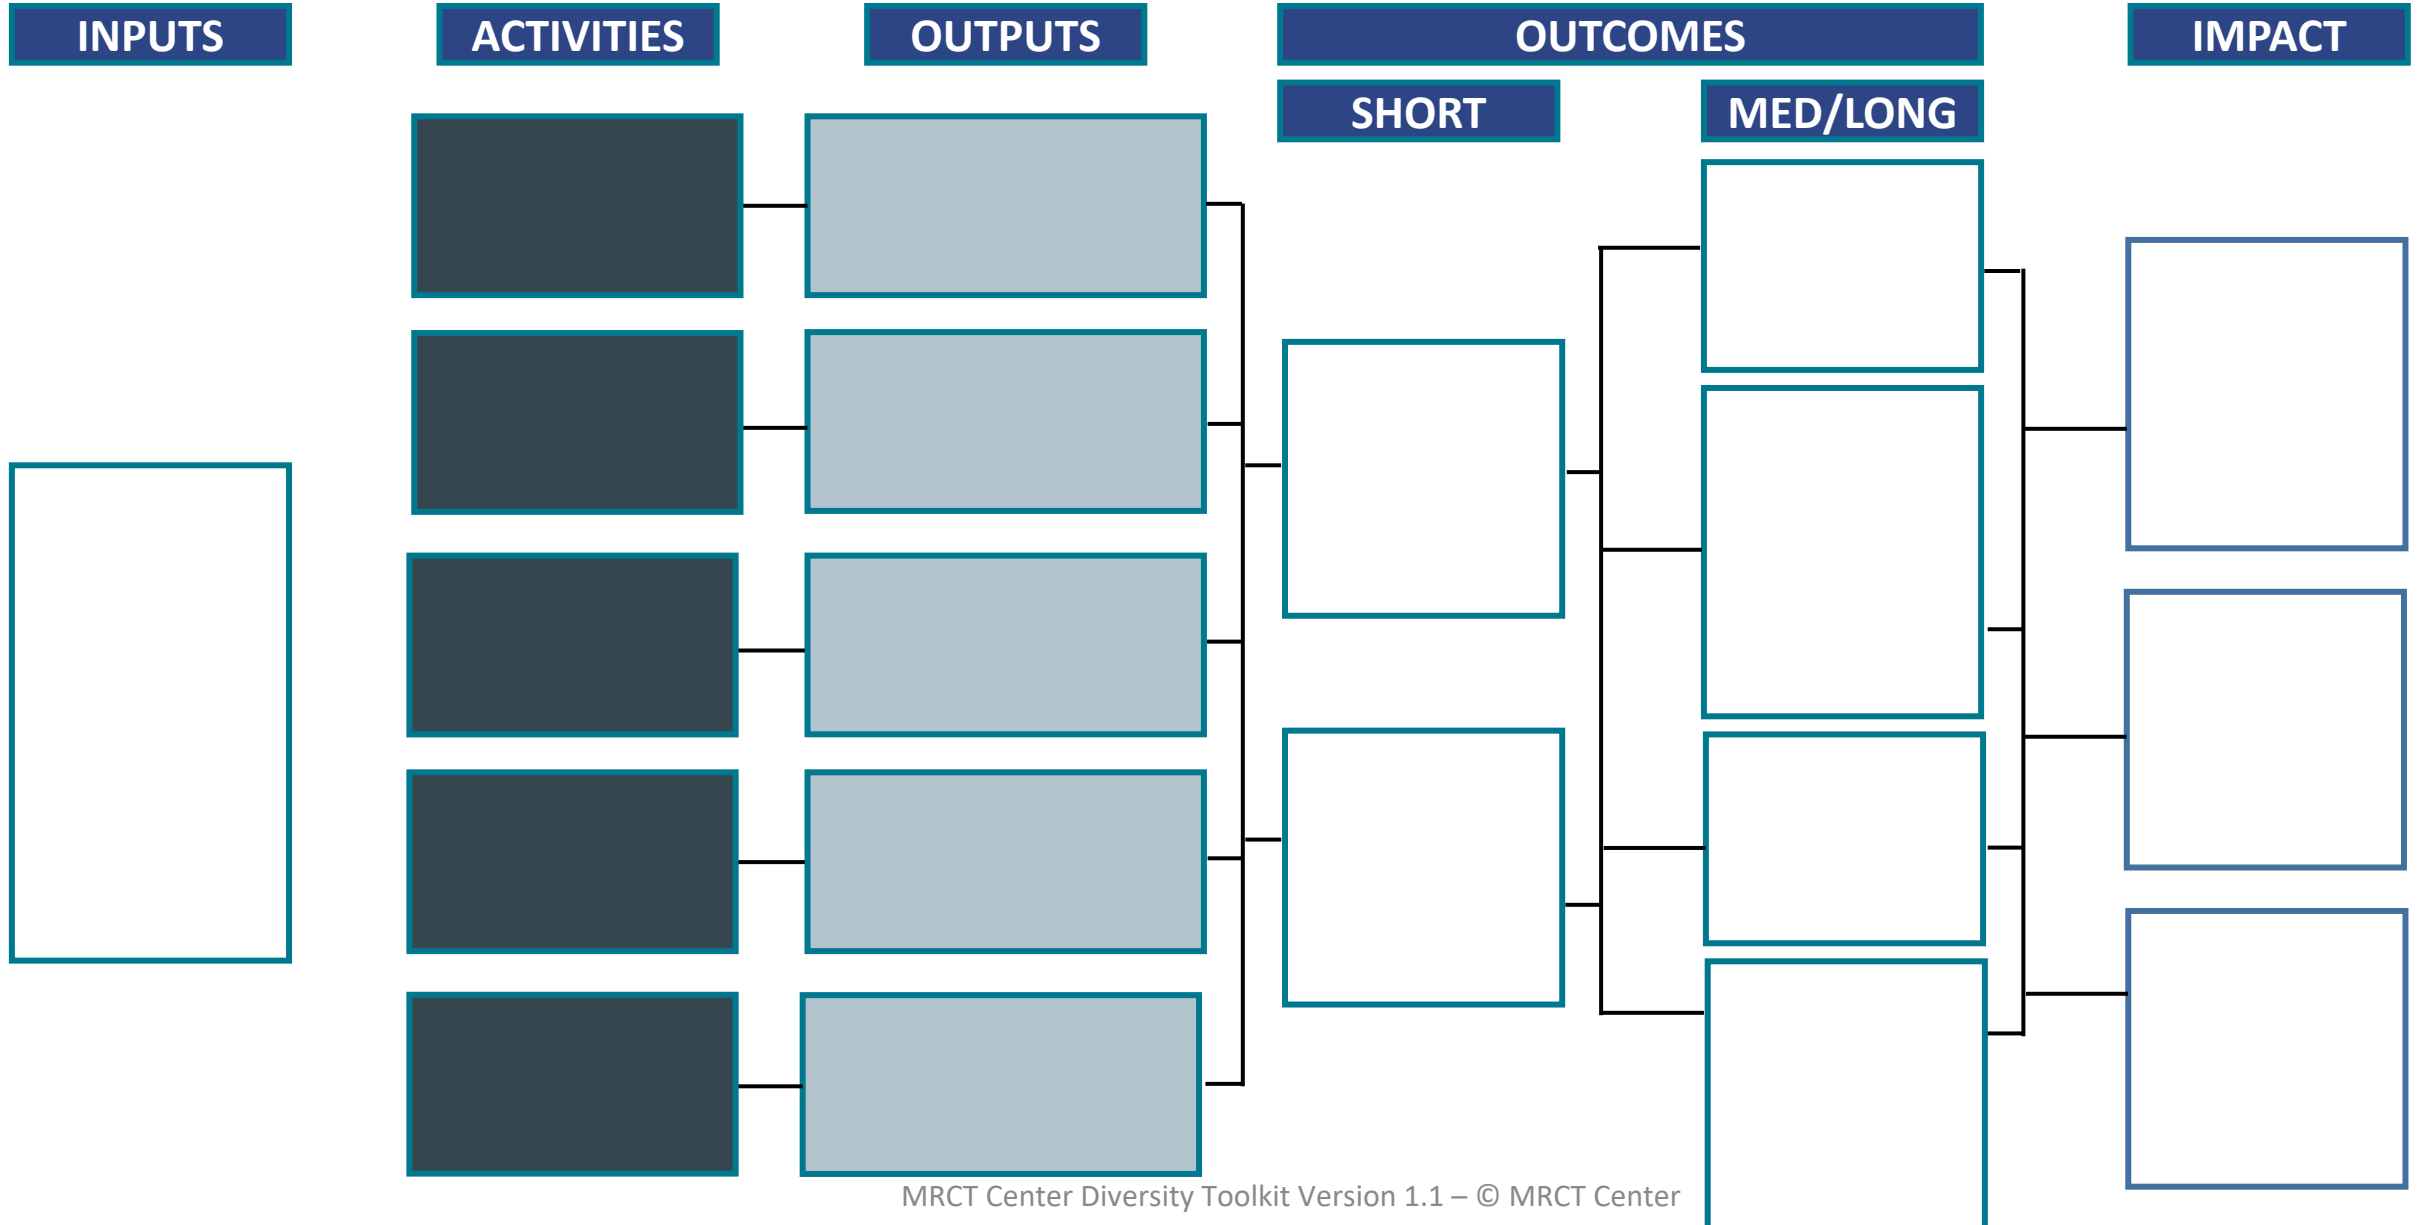 INPUTS
ACTIVITIES
OUTPUTS
OUTCOMES
IMPACT
SHORT
MED/LONG
MRCT Center Diversity Toolkit Version 1.1 – © MRCT Center